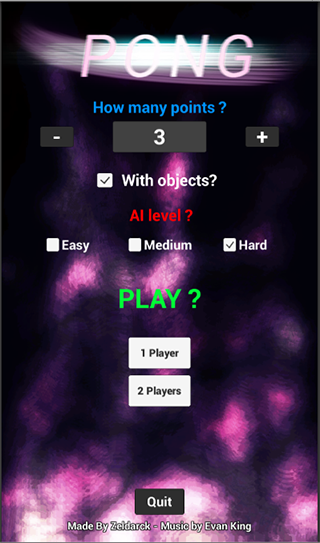 PONG
How many points ?
- 3 +
With objects?
AI level ?
Easy Medium Hard
PLAY ?
1 Player
2 Players
Quit
Made By Zeldarck - Music by Evan King